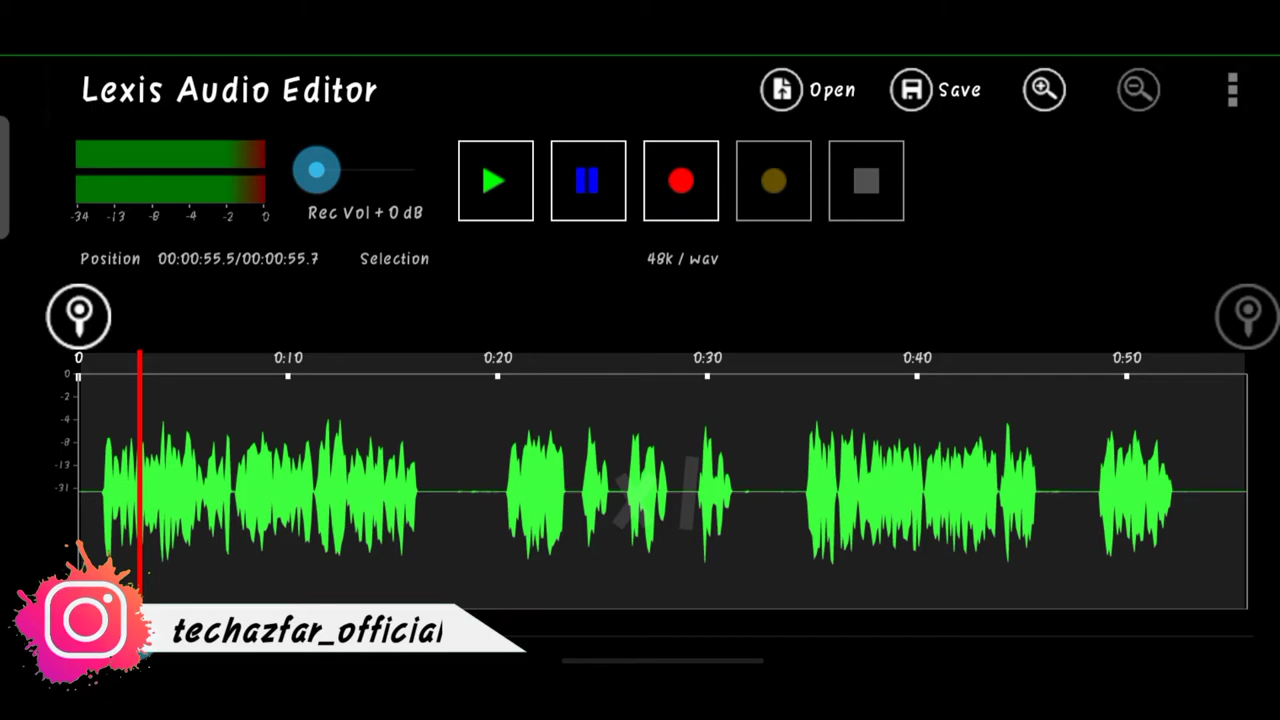 Lexis Audio Editor
Open
Save
-34 -13 -8 -4 -2 0
Rec Vol + 0 dB
Position 00:00:55.5/00:00:55.7 Selection
48k / wav
0 0:10 0:20 0:30 0:40 0:50
0
-2
-4
-8
-13
-31
techazfar_official